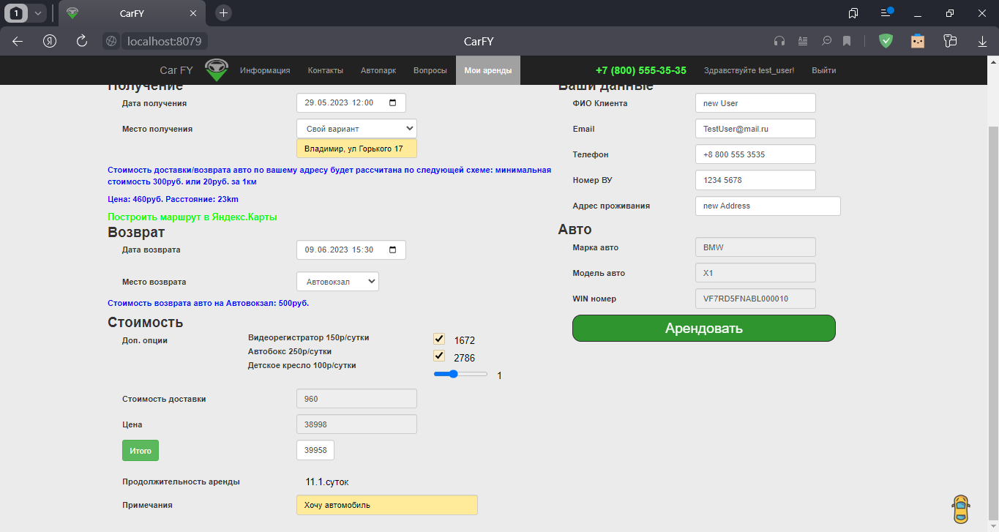 1
CarFY
localhost:8079
CarFY
Car FY
Информация
Контакты
Автопарк
Вопросы
Мои аренды
+7 (800) 555-35-35
Здравствуйте test_user!
Выйти
Получение
Дата получения
29.05.2023 12:00
Место получения
Свой вариант
Владимир, ул Горького 17
Стоимость доставки/возврата авто по вашему адресу будет рассчитана по следующей схеме: минимальная
стоимость 300руб. или 20руб. за 1км
Цена: 460руб. Расстояние: 23km
Построить маршрут в Яндекс.Карты
Возврат
Дата возврата
09.06.2023 15:30
Место возврата
Автовокзал
Стоимость возврата авто на Автовокзал: 500руб.
Стоимость
Доп. опции
Видеорегистратор 150р/сутки
1672
Автобокс 250р/сутки
2786
Детское кресло 100р/сутки
1
Стоимость доставки
960
Цена
38998
Итого
39958
Продолжительность аренды
11.1.суток
Примечания
Хочу автомобиль
Ваши данные
ФИО Клиента
new User
Email
TestUser@mail.ru
Телефон
+8 800 555 3535
Номер ВУ
1234 5678
Адрес проживания
new Address
Авто
Марка авто
BMW
Модель авто
X1
WIN номер
VF7RD5FNABL000010
Арендовать